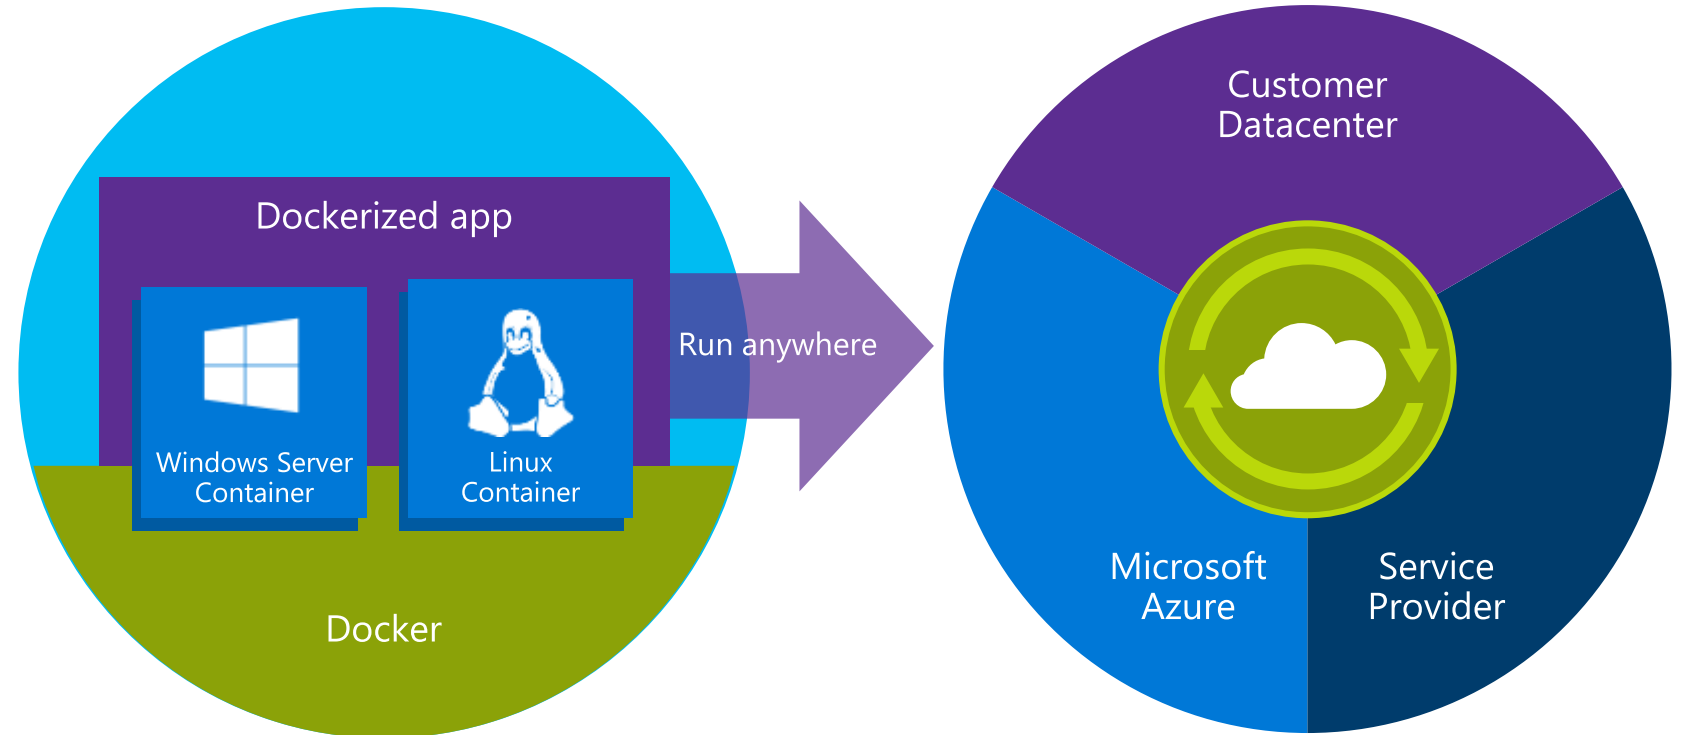 Dockerized app
Windows Server
Container
Linux
Container
Docker
Run anywhere
Customer
Datacenter
Microsoft
Azure
Service
Provider